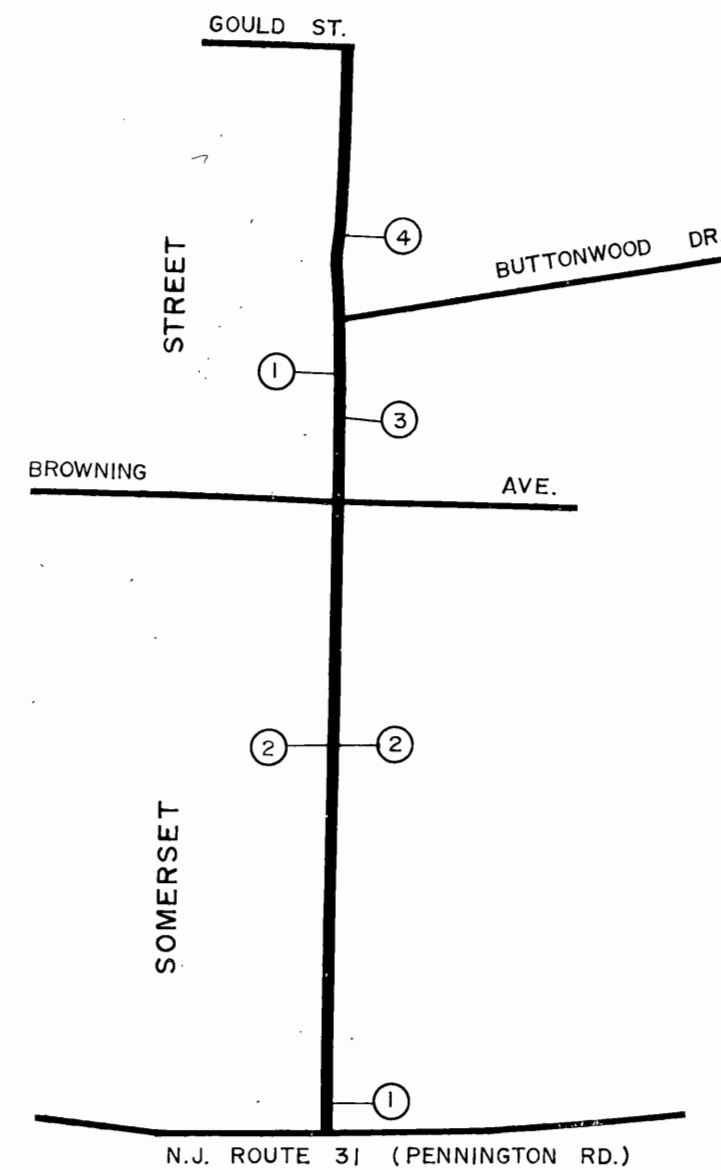 GOULD ST.
4
BUTTONWOOD DR.
STREET
1
3
BROWNING AVE.
2 2
SOMERSET
1
N.J. ROUTE 31 (PENNINGTON RD.)